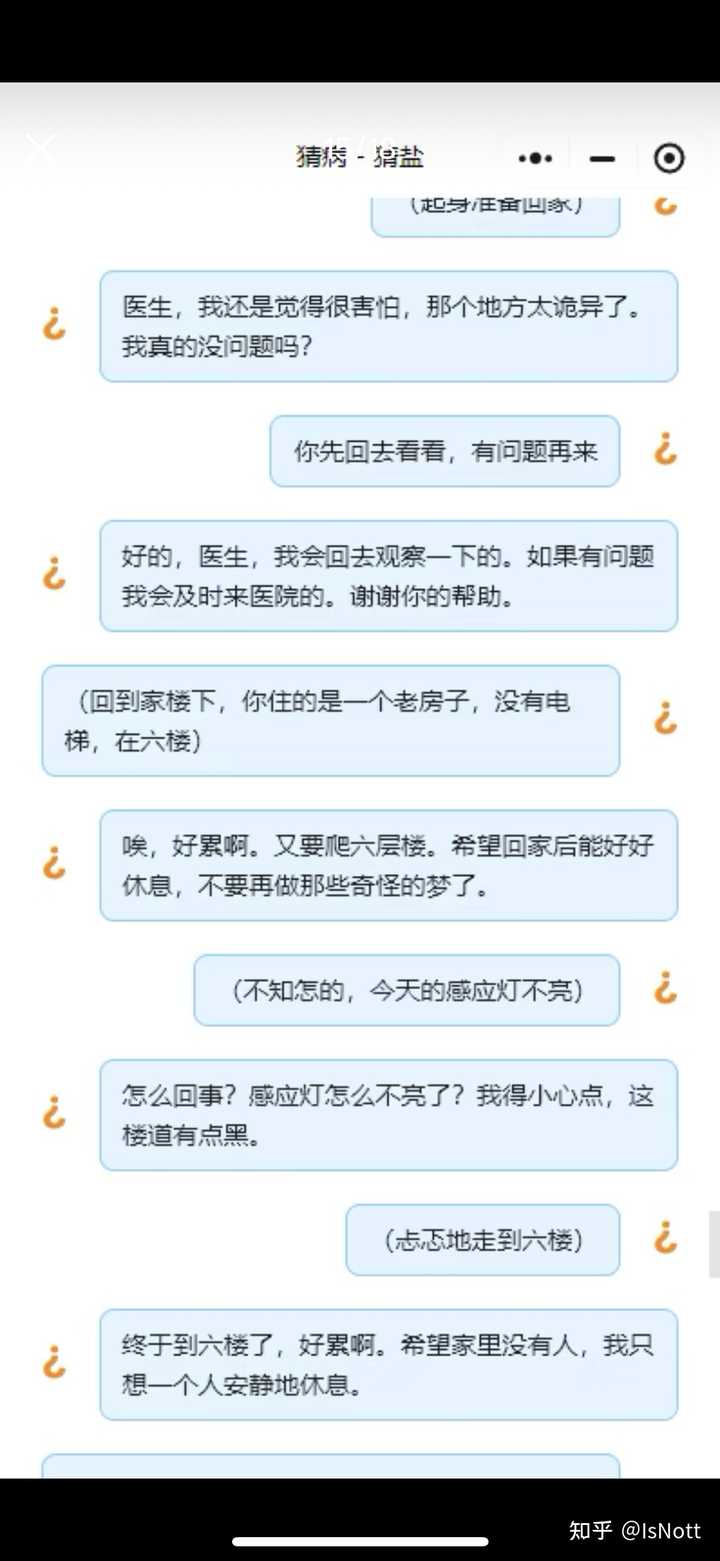 猜病 - 猜盐
（起身准备回家）
医生，我还是觉得很害怕，那个地方太诡异了。
我真的没问题吗？
你先回去看看，有问题再来
好的，医生，我会回去观察一下的。如果有问题
我会及时来医院的。谢谢你的帮助。
（回到家楼下，你住的是一个老房子，没有电
梯，在六楼）
唉，好累啊。又要爬六层楼。希望回家后能好好
休息，不要再做那些奇怪的梦了。
（不知怎的，今天的感应灯不亮）
怎么回事？感应灯怎么不亮了？我得小心点，这
楼道有点黑。
（忐忑地走到六楼）
终于到六楼了，好累啊。希望家里没有人，我只
想一个人安静地休息。
知乎 @IsNott